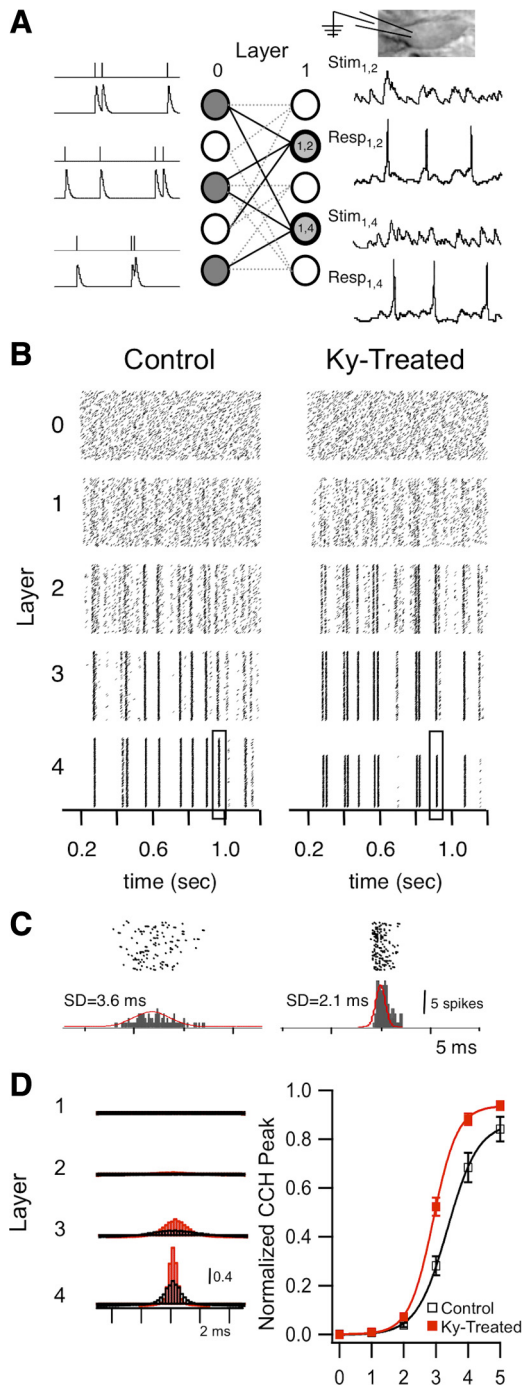 A
Layer
0 1
Stim1,2
Resp1,2
1,2
Stim1,4
1,4
Resp1,4
B
Control Ky-Treated
0
1
2
3
4
Layer
0.2 0.6 1.0 0.2 0.6 1.0
time (sec) time (sec)
C
SD=3.6 ms SD=2.1 ms 5 spikes
5 ms
D
Layer
1
2
3
4
0.4
2 ms
Normalized CCH Peak
1.0
0.8
0.6
0.4
0.2
0.0
Control
Ky-Treated
0 1 2 3 4 5